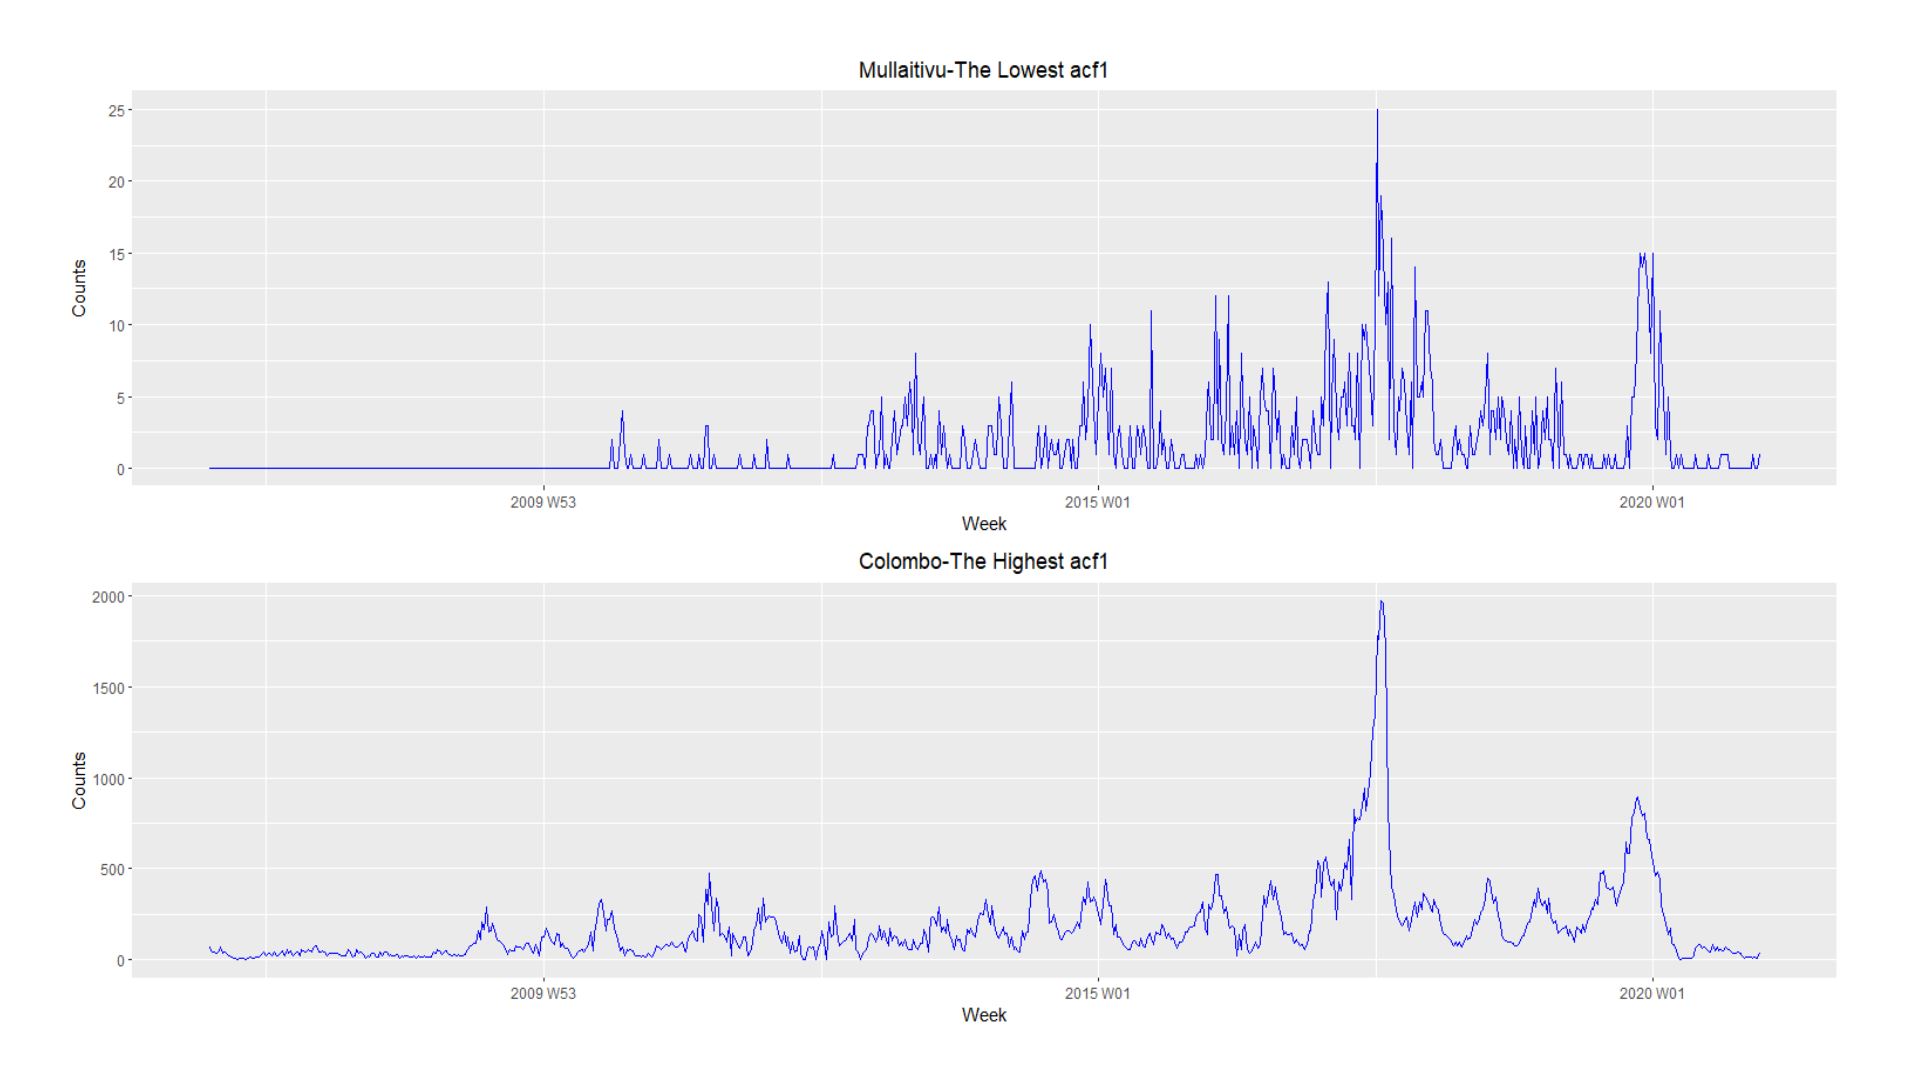 Mullaitivu-The Lowest acf1
25
20
15
10
5
0
Counts
2009 W53 2015 W01 2020 W01
Week
Colombo-The Highest acf1
2000
1500
1000
500
0
Counts
2009 W53 2015 W01 2020 W01
Week